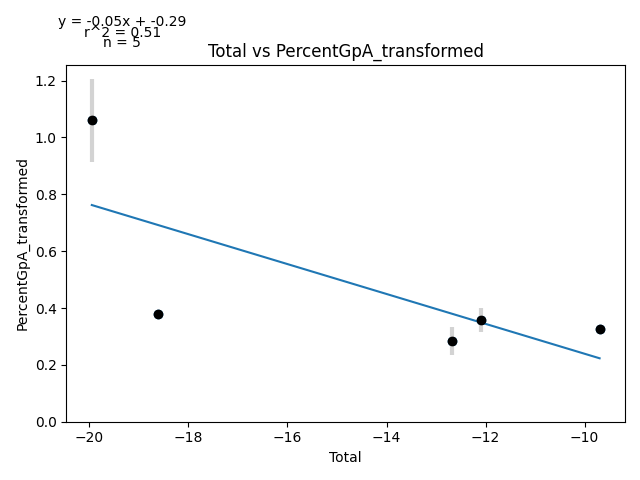 y = -0.05x + -0.29
r^2 = 0.51
n = 5
Total vs PercentGpA_transformed
1.2
1.0
0.8
0.6
0.4
0.2
0.0
PercentGpA_transformed
−20 −18 −16 −14 −12 −10
Total